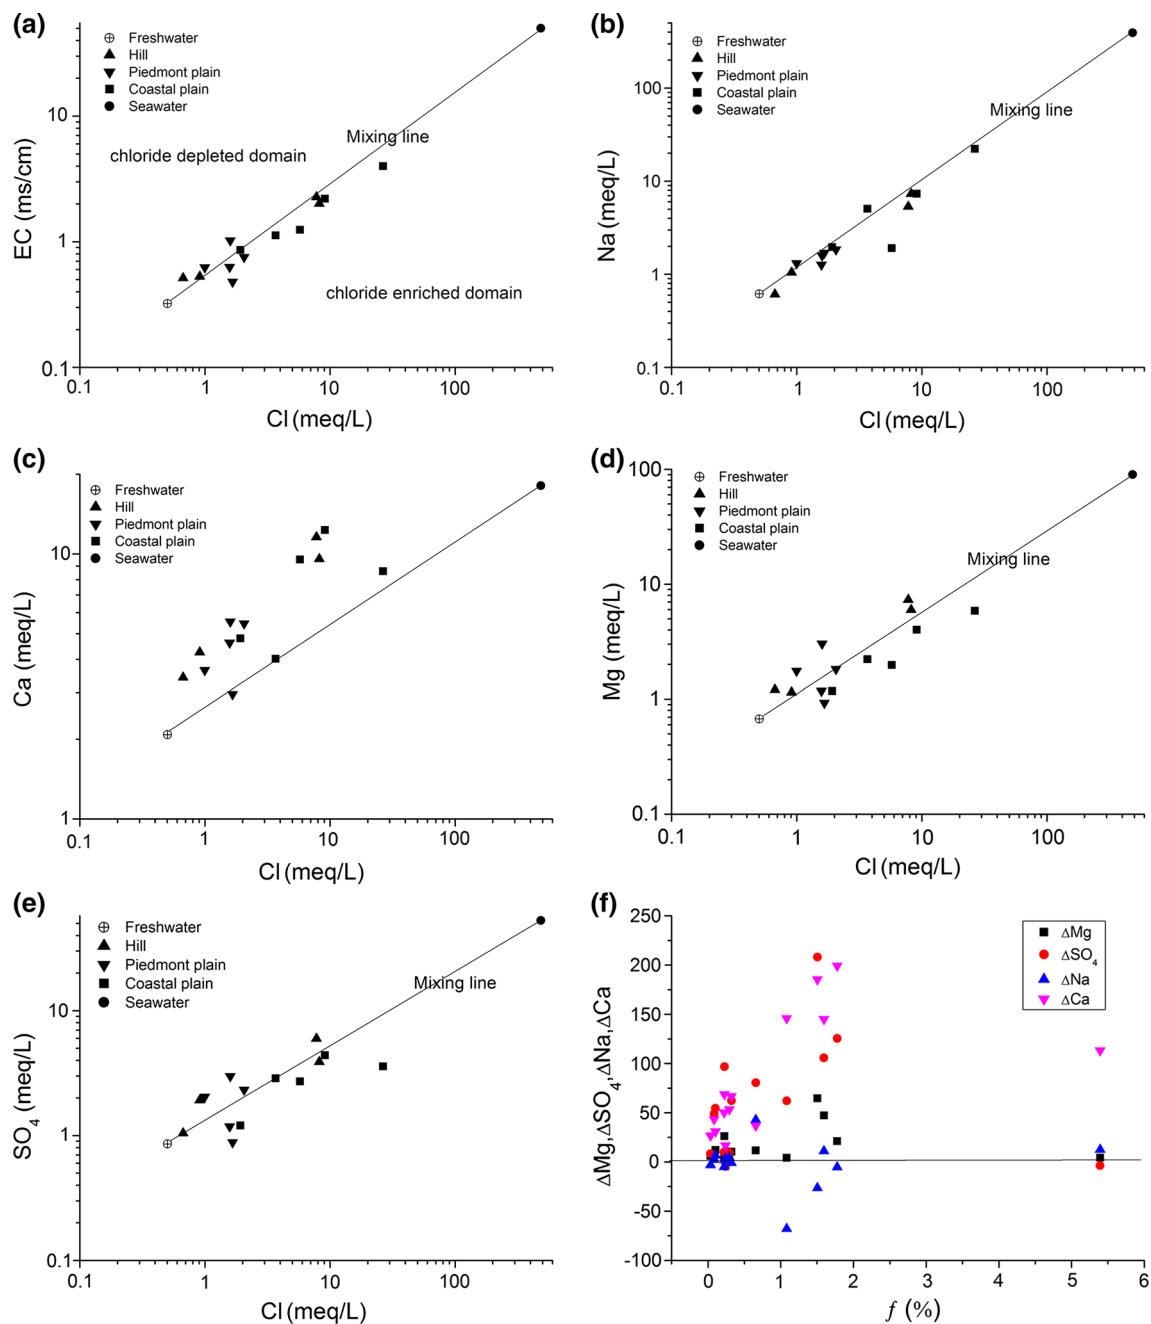 (a)
Freshwater
Hill
Piedmont plain
Coastal plain
Seawater
Mixing line
chloride depleted domain
chloride enriched domain
EC (ms/cm)
10
1
0.1
0.1 1 10 100
Cl (meq/L)
(b)
Freshwater
Hill
Piedmont plain
Coastal plain
Seawater
Mixing line
Na (meq/L)
100
10
1
0.1
0.1 1 10 100
Cl (meq/L)
(c)
Freshwater
Hill
Piedmont plain
Coastal plain
Seawater
Ca (meq/L)
10
1
0.1 1 10 100
Cl (meq/L)
(d)
Freshwater
Hill
Piedmont plain
Coastal plain
Seawater
Mixing line
Mg (meq/L)
100
10
1
0.1
0.1 1 10 100
Cl (meq/L)
(e)
Freshwater
Hill
Piedmont plain
Coastal plain
Seawater
Mixing line
SO4 (meq/L)
10
1
0.1
0.1 1 10 100
Cl (meq/L)
(f)
ΔMg
ΔSO4
ΔNa
ΔCa
ΔMg,ΔSO4,ΔNa,ΔCa
250
200
150
100
50
0
-50
-100
0 1 2 3 4 5 6
f (%)